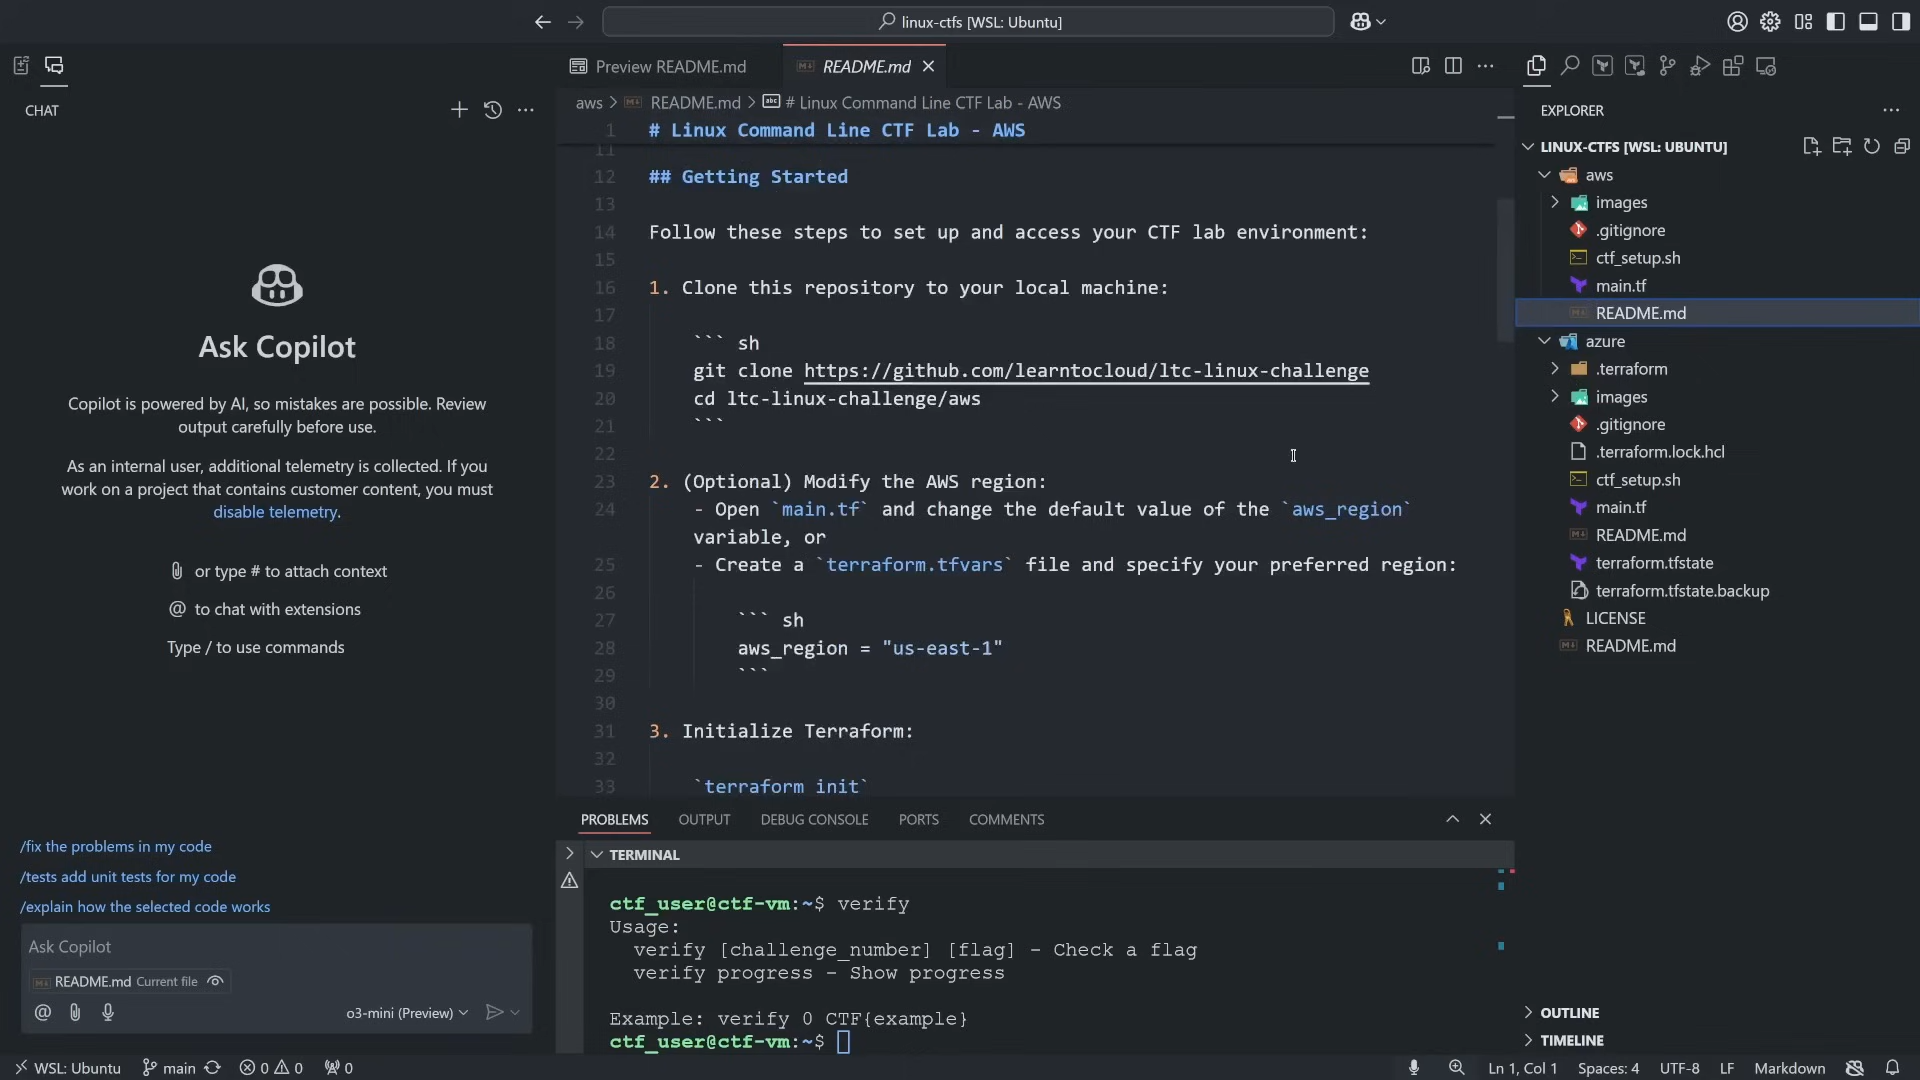 linux-ctfs [WSL: Ubuntu]
CHAT
Ask Copilot
Copilot is powered by AI, so mistakes are possible. Review
output carefully before use.
As an internal user, additional telemetry is collected. If you
work on a project that contains customer content, you must
disable telemetry.
or type # to attach context
@ to chat with extensions
Type / to use commands
/fix the problems in my code
/tests add unit tests for my code
/explain how the selected code works
Ask Copilot
README.md Current file
@
o3-mini (Preview)
Preview README.md
README.md
aws > README.md > # Linux Command Line CTF Lab - AWS
1 # Linux Command Line CTF Lab - AWS
11
12 ## Getting Started
13
14 Follow these steps to set up and access your CTF lab environment:
15
16 1. Clone this repository to your local machine:
17
18 ``` sh
19 git clone https://github.com/learntocloud/ltc-linux-challenge
20 cd ltc-linux-challenge/aws
21 ```
22
23 2. (Optional) Modify the AWS region:
24 - Open `main.tf` and change the default value of the `aws_region`
variable, or
25 - Create a `terraform.tfvars` file and specify your preferred region:
26
27 ``` sh
28 aws_region = "us-east-1"
29 ```
30
31 3. Initialize Terraform:
32
33 `terraform init`
PROBLEMS OUTPUT DEBUG CONSOLE PORTS COMMENTS
TERMINAL
ctf_user@ctf-vm:~$ verify
Usage:
verify [challenge_number] [flag] - Check a flag
verify progress - Show progress
Example: verify 0 CTF{example}
ctf_user@ctf-vm:~$
EXPLORER
LINUX-CTFS [WSL: UBUNTU]
aws
images
.gitignore
ctf_setup.sh
main.tf
README.md
azure
.terraform
images
.gitignore
.terraform.lock.hcl
ctf_setup.sh
main.tf
README.md
terraform.tfstate
terraform.tfstate.backup
LICENSE
README.md
OUTLINE
TIMELINE
WSL: Ubuntu main 0 0 0 Ln 1, Col 1 Spaces: 4 UTF-8 LF Markdown